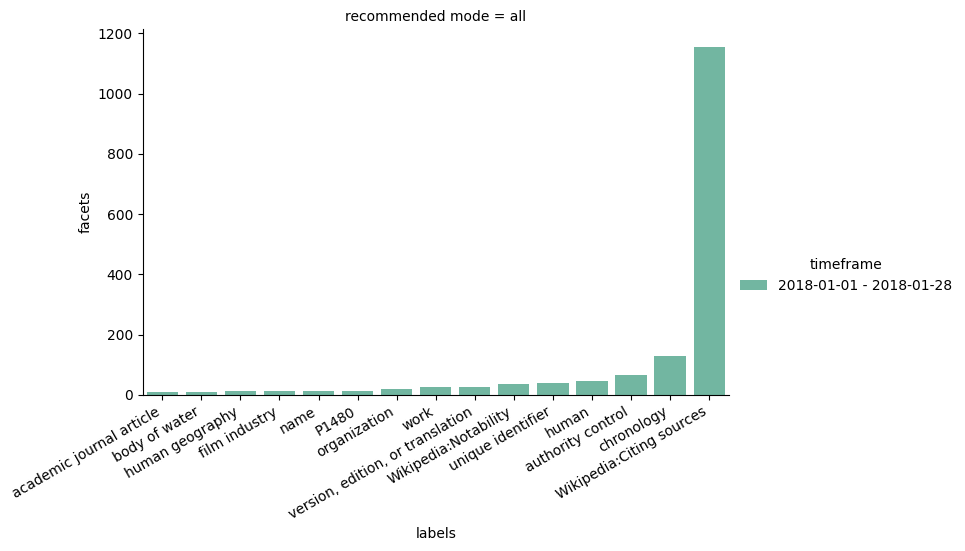 recommended mode = all
1200
1000
800
600
400
200
0
facets
academic journal article
body of water
human geography
film industry
name
P1480
organization
work
version, edition, or translation
Wikipedia:Notability
unique identifier
human
authority control
chronology
Wikipedia:Citing sources
labels
timeframe
2018-01-01 - 2018-01-28